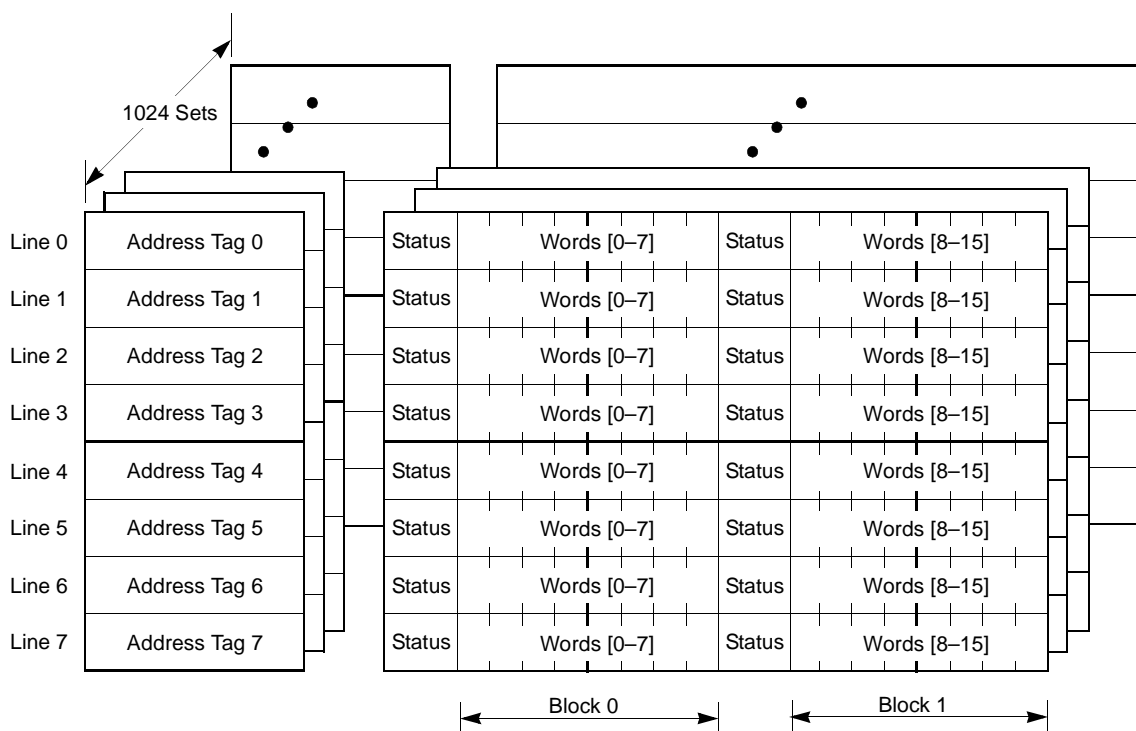 1024 Sets
Line 0 Address Tag 0 Status Words [0–7] Status Words [8–15]
Line 1 Address Tag 1 Status Words [0–7] Status Words [8–15]
Line 2 Address Tag 2 Status Words [0–7] Status Words [8–15]
Line 3 Address Tag 3 Status Words [0–7] Status Words [8–15]
Line 4 Address Tag 4 Status Words [0–7] Status Words [8–15]
Line 5 Address Tag 5 Status Words [0–7] Status Words [8–15]
Line 6 Address Tag 6 Status Words [0–7] Status Words [8–15]
Line 7 Address Tag 7 Status Words [0–7] Status Words [8–15]
Block 0 Block 1